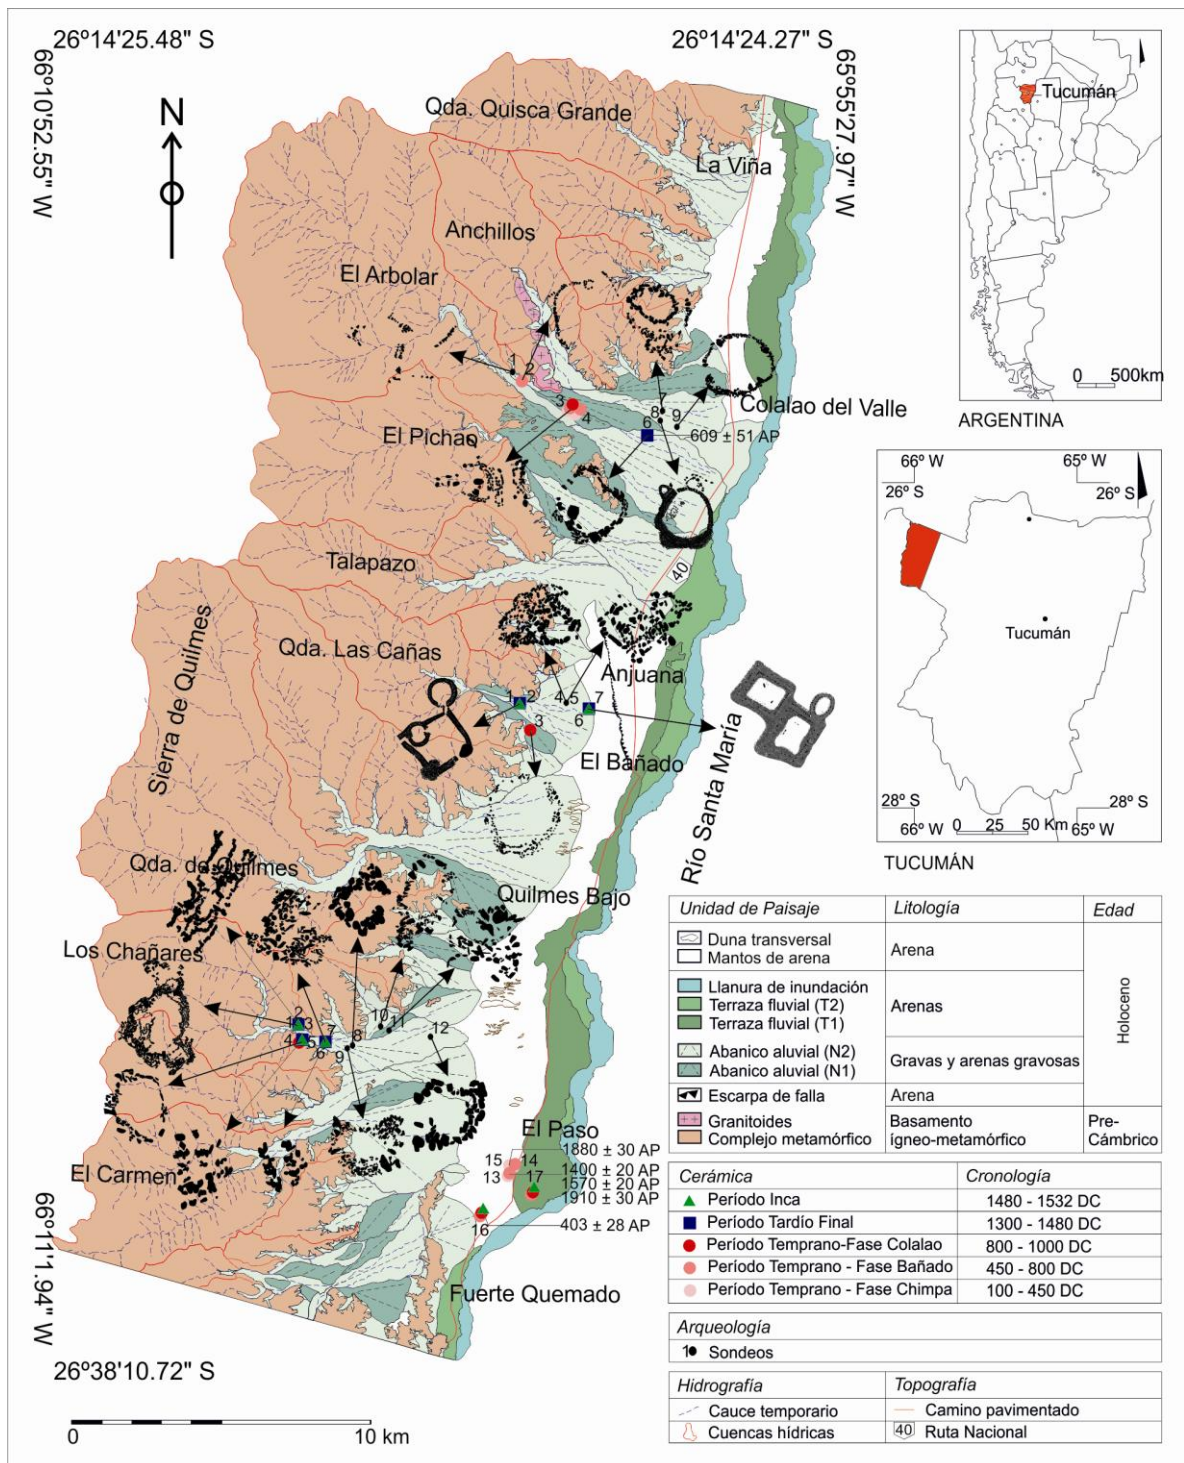 26º14'25.48" S
26º14'24.27" S
66º10'52.55" W
65º55'27.97" W
N
Qda. Quisca Grande
La Viña
Anchillos
El Arbolar
1
2
3
4
7
8
9
6
Colalao del Valle
609 ± 51 AP
El Pichao
Talapazo
40
Sierra de Quilmes
Qda. Las Cañas
Anjuana
1
2
4
5
7
3
6
El Bañado
Río Santa María
Qda. de Quilmes
Quilmes Bajo
Los Chañares
2
1
3
7
4
5
6
8
9
10
11
12
El Paso
1880 ± 30 AP
15
14
1400 ± 20 AP
13
17
1570 ± 20 AP
1910 ± 30 AP
16
403 ± 28 AP
El Carmen
Fuerte Quemado
66º11'1.94" W
26º38'10.72" S
0
10 km
Tucumán
0
500km
ARGENTINA
66º W
65º W
26º S
26º S
Tucumán
28º S
28º S
66º W
0
25
50 Km
65º W
TUCUMÁN
Unidad de Paisaje
Litología
Edad
Duna transversal
Mantos de arena
Arena
Llanura de inundación
Terraza fluvial (T2)
Terraza fluvial (T1)
Arenas
Holoceno
Abanico aluvial (N2)
Abanico aluvial (N1)
Gravas y arenas gravosas
Escarpa de falla
Arena
Granitoides
Complejo metamórfico
Basamento
ígneo-metamórfico
Pre-
Cámbrico
Cerámica
Cronología
Período Inca
1480 - 1532 DC
Período Tardío Final
1300 - 1480 DC
Período Temprano-Fase Colalao
800 - 1000 DC
Período Temprano - Fase Bañado
450 - 800 DC
Período Temprano - Fase Chimpa
100 - 450 DC
Arqueología
1
Sondeos
Hidrografía
Topografía
Cauce temporario
Camino pavimentado
Cuencas hídricas
40
Ruta Nacional